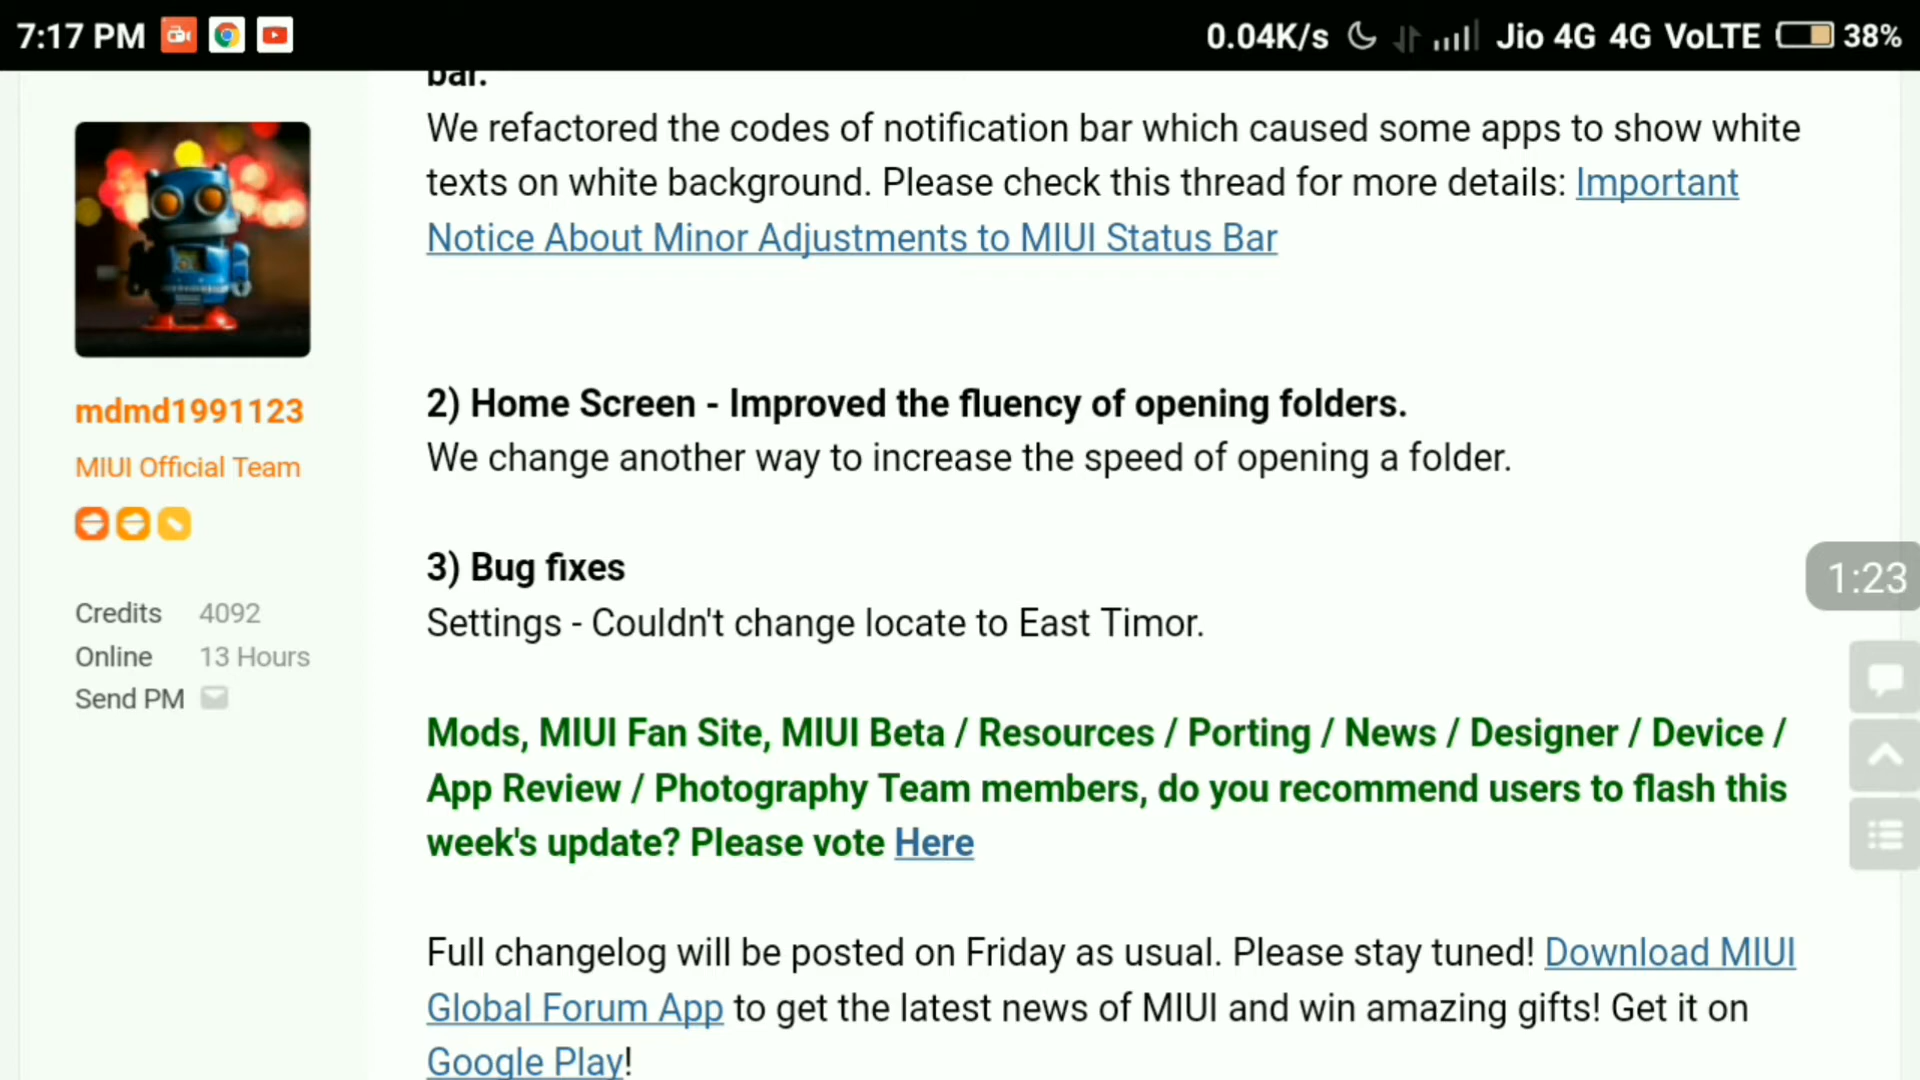 7:17 PM 0.04K/s Jio 4G 4G VoLTE 38%
bar.
We refactored the codes of notification bar which caused some apps to show white
texts on white background. Please check this thread for more details: Important
Notice About Minor Adjustments to MIUI Status Bar
mdmd1991123
MIUI Official Team
Credits 4092
Online 13 Hours
Send PM
2) Home Screen - Improved the fluency of opening folders.
We change another way to increase the speed of opening a folder.
3) Bug fixes
Settings - Couldn't change locate to East Timor.
1:23
Mods, MIUI Fan Site, MIUI Beta / Resources / Porting / News / Designer / Device /
App Review / Photography Team members, do you recommend users to flash this
week's update? Please vote Here
Full changelog will be posted on Friday as usual. Please stay tuned! Download MIUI
Global Forum App to get the latest news of MIUI and win amazing gifts! Get it on
Google Play!